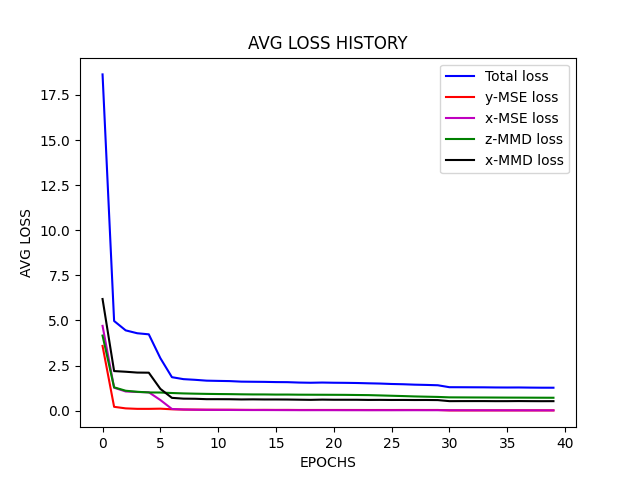 AVG LOSS HISTORY
Total loss
y-MSE loss
x-MSE loss
z-MMD loss
x-MMD loss
AVG LOSS
17.5
15.0
12.5
10.0
7.5
5.0
2.5
0.0
0 5 10 15 20 25 30 35 40
EPOCHS